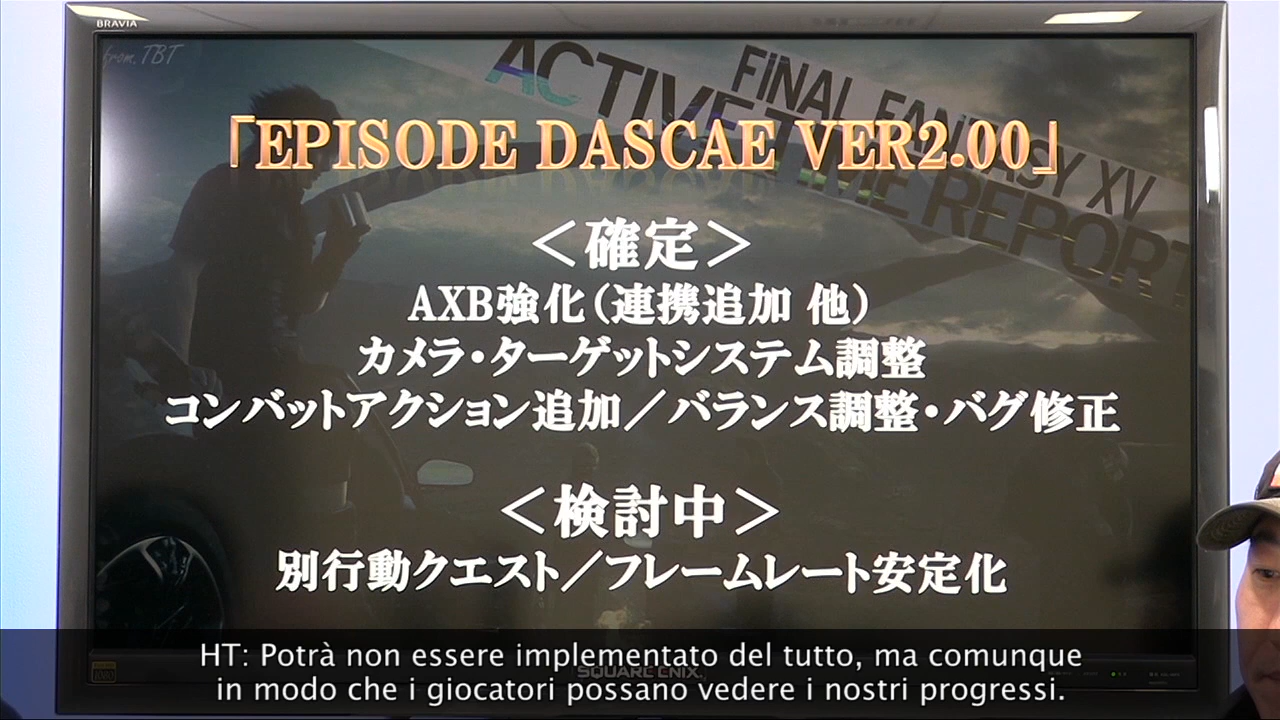 BRAVIA
from.TBT
FINAL FANTASY XV
ACTIVE TIME REPORT
「EPISODE DASCAE VER2.00」
＜確定＞
AXB強化（連携追加 他）
カメラ・ターゲットシステム調整
コンバットアクション追加／バランス調整・バグ修正
＜検討中＞
別行動クエスト／フレームレート安定化
SQUARE ENIX.
HT: Potrà non essere implementato del tutto, ma comunque
in modo che i giocatori possano vedere i nostri progressi.